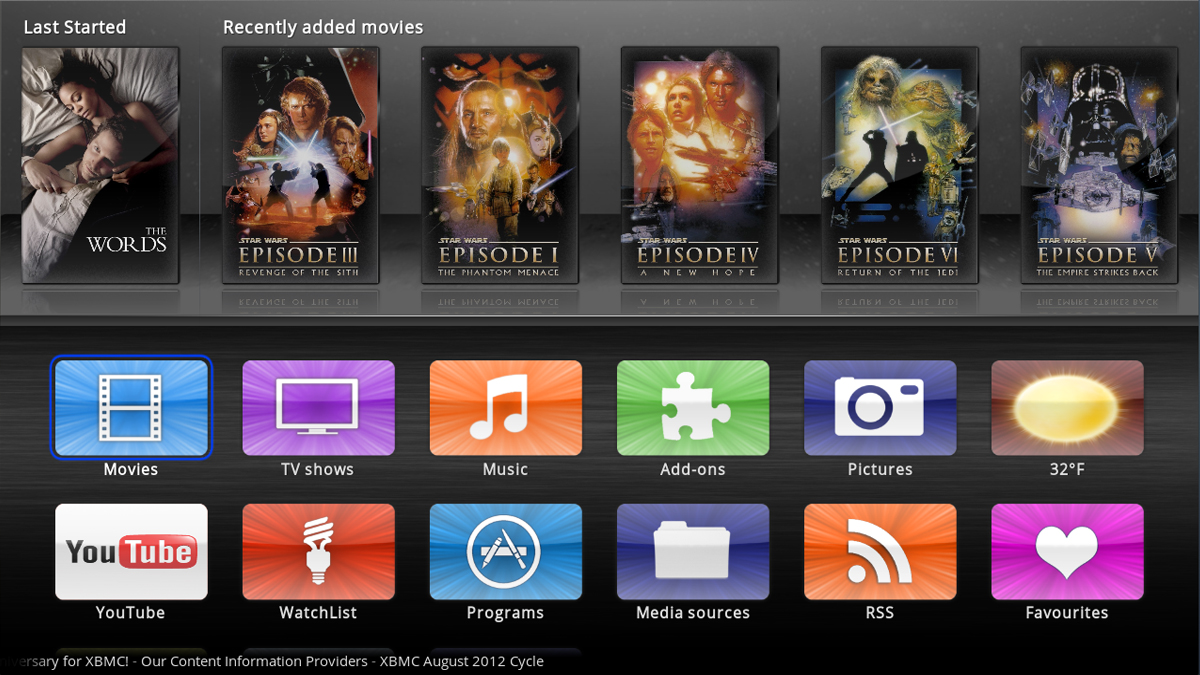 Last Started
Recently added movies
THE
WORDS
STAR WARS
EPISODE III
REVENGE OF THE SITH
STAR WARS
EPISODE I
THE PHANTOM MENACE
STAR WARS
EPISODE IV
A NEW HOPE
STAR WARS
EPISODE VI
RETURN OF THE JEDI
STAR WARS
EPISODE V
THE EMPIRE STRIKES BACK
Movies
TV shows
Music
Add-ons
Pictures
32°F
YouTube
YouTube
WatchList
Programs
Media sources
RSS
Favourites
for XBMC! - Our Content Information Providers - XBMC August 2012 Cycle